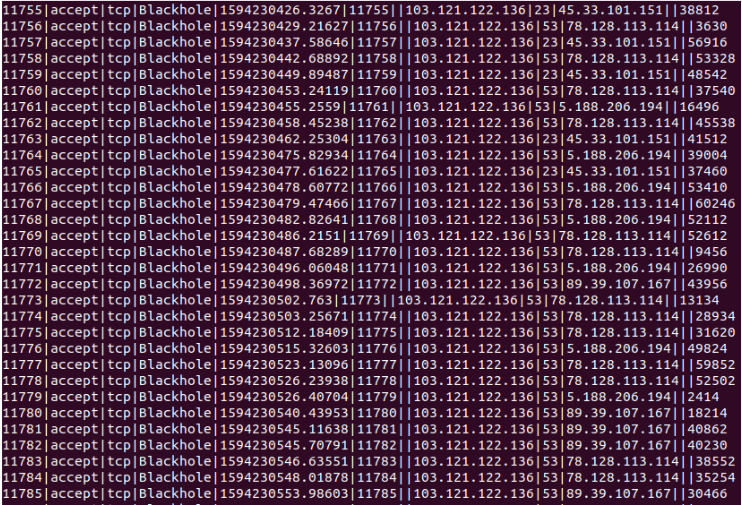 11755|accept|tcp|Blackhole|1594230426.3267|11755||103.121.122.136|23|45.33.101.151||38812
11756|accept|tcp|Blackhole|1594230429.21627|11756||103.121.122.136|53|78.128.113.114||3630
11757|accept|tcp|Blackhole|1594230437.58646|11757||103.121.122.136|23|45.33.101.151||56916
11758|accept|tcp|Blackhole|1594230442.68892|11758||103.121.122.136|53|78.128.113.114||53328
11759|accept|tcp|Blackhole|1594230449.89487|11759||103.121.122.136|23|45.33.101.151||48542
11760|accept|tcp|Blackhole|1594230453.24119|11760||103.121.122.136|53|78.128.113.114||37540
11761|accept|tcp|Blackhole|1594230455.2559|11761||103.121.122.136|53|5.188.206.194||16496
11762|accept|tcp|Blackhole|1594230458.45238|11762||103.121.122.136|53|78.128.113.114||45538
11763|accept|tcp|Blackhole|1594230462.25304|11763||103.121.122.136|23|45.33.101.151||41512
11764|accept|tcp|Blackhole|1594230475.82934|11764||103.121.122.136|53|5.188.206.194||39004
11765|accept|tcp|Blackhole|1594230477.61622|11765||103.121.122.136|23|45.33.101.151||37460
11766|accept|tcp|Blackhole|1594230478.60772|11766||103.121.122.136|53|5.188.206.194||53410
11767|accept|tcp|Blackhole|1594230479.47466|11767||103.121.122.136|53|78.128.113.114||60246
11768|accept|tcp|Blackhole|1594230482.82641|11768||103.121.122.136|53|5.188.206.194||52112
11769|accept|tcp|Blackhole|1594230486.2151|11769||103.121.122.136|53|78.128.113.114||52612
11770|accept|tcp|Blackhole|1594230487.68289|11770||103.121.122.136|53|78.128.113.114||9456
11771|accept|tcp|Blackhole|1594230496.06048|11771||103.121.122.136|53|5.188.206.194||26990
11772|accept|tcp|Blackhole|1594230498.36972|11772||103.121.122.136|53|89.39.107.167||43956
11773|accept|tcp|Blackhole|1594230502.763|11773||103.121.122.136|53|78.128.113.114||13134
11774|accept|tcp|Blackhole|1594230503.25671|11774||103.121.122.136|53|78.128.113.114||28934
11775|accept|tcp|Blackhole|1594230512.18409|11775||103.121.122.136|53|78.128.113.114||31620
11776|accept|tcp|Blackhole|1594230515.32603|11776||103.121.122.136|53|5.188.206.194||49824
11777|accept|tcp|Blackhole|1594230523.13096|11777||103.121.122.136|53|78.128.113.114||59852
11778|accept|tcp|Blackhole|1594230526.23938|11778||103.121.122.136|53|78.128.113.114||52502
11779|accept|tcp|Blackhole|1594230526.40704|11779||103.121.122.136|53|5.188.206.194||2414
11780|accept|tcp|Blackhole|1594230540.43953|11780||103.121.122.136|53|89.39.107.167||18214
11781|accept|tcp|Blackhole|1594230545.11638|11781||103.121.122.136|53|89.39.107.167||40862
11782|accept|tcp|Blackhole|1594230545.70791|11782||103.121.122.136|53|89.39.107.167||40230
11783|accept|tcp|Blackhole|1594230546.63551|11783||103.121.122.136|53|78.128.113.114||38552
11784|accept|tcp|Blackhole|1594230548.01878|11784||103.121.122.136|53|78.128.113.114||35254
11785|accept|tcp|Blackhole|1594230553.98603|11785||103.121.122.136|53|89.39.107.167||30466